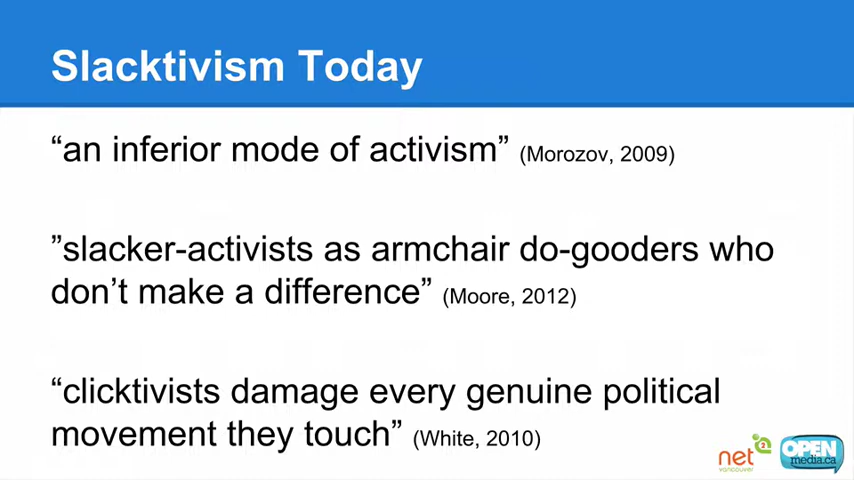 Slacktivism Today
“an inferior mode of activism” (Morozov, 2009)
”slacker-activists as armchair do-gooders who
don’t make a difference” (Moore, 2012)
“clicktivists damage every genuine political
movement they touch” (White, 2010)
net2
vancouver
OPEN
media.ca